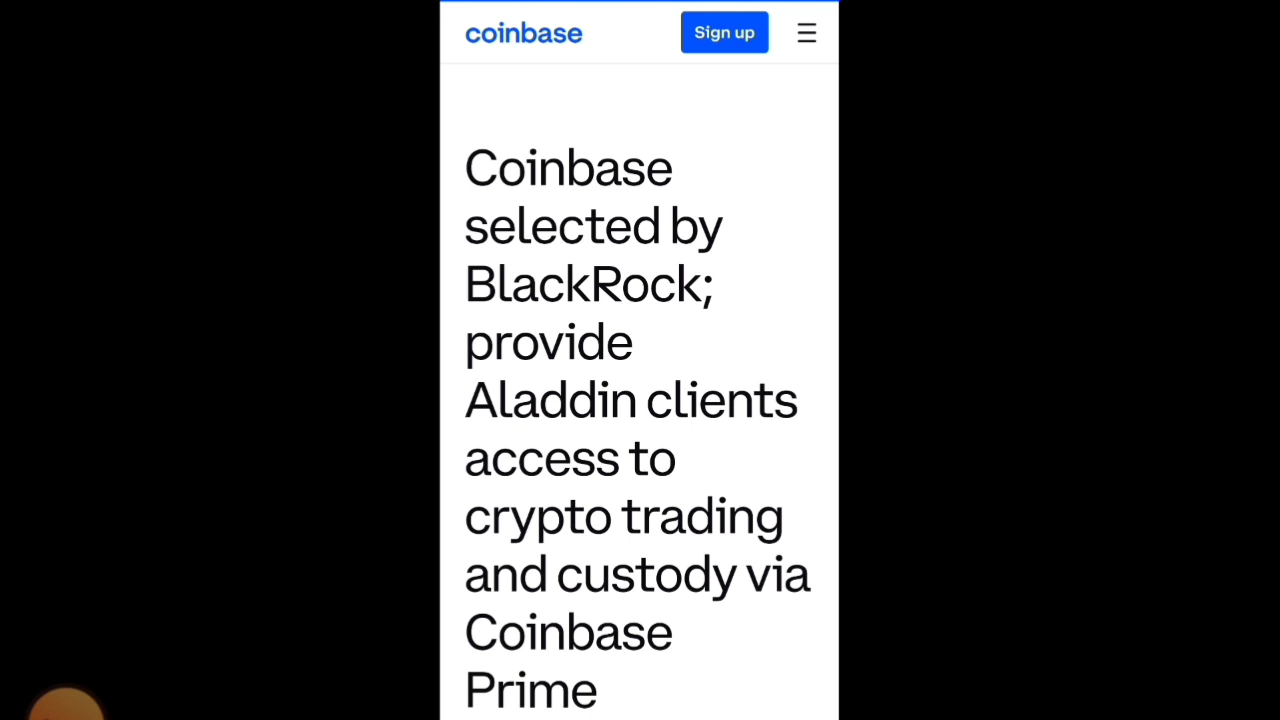 coinbase
Sign up
Coinbase
selected by
BlackRock;
provide
Aladdin clients
access to
crypto trading
and custody via
Coinbase
Prime